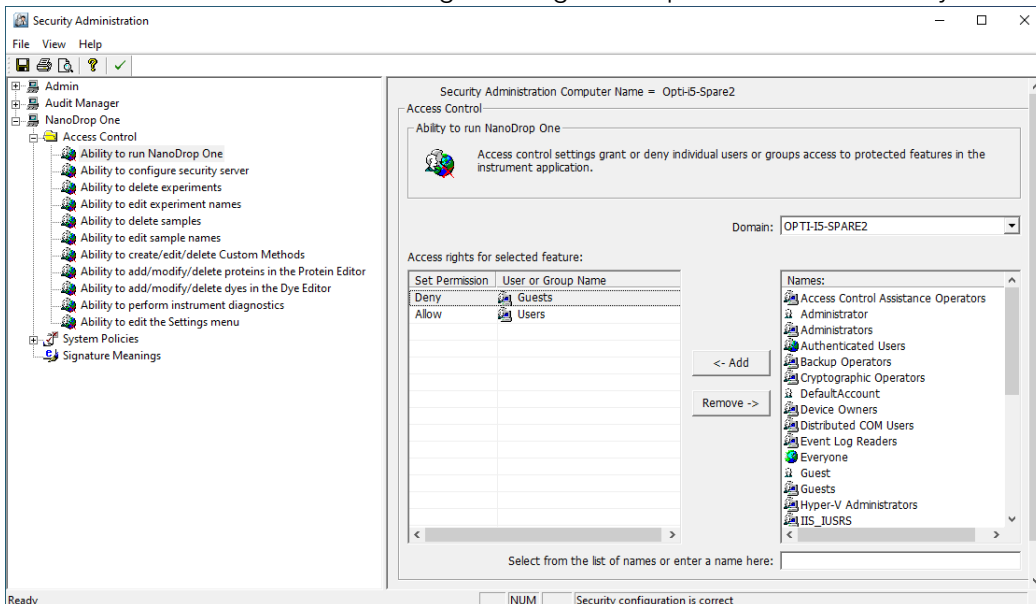 Security Administration
File View Help
Admin
Audit Manager
NanoDrop One
Access Control
Ability to run NanoDrop One
Ability to configure security server
Ability to delete experiments
Ability to edit experiment names
Ability to delete samples
Ability to edit sample names
Ability to create/edit/delete Custom Methods
Ability to add/modify/delete proteins in the Protein Editor
Ability to add/modify/delete dyes in the Dye Editor
Ability to perform instrument diagnostics
Ability to edit the Settings menu
System Policies
Signature Meanings
Security Administration Computer Name = Opti-i5-Spare2
Access Control
Ability to run NanoDrop One
Access control settings grant or deny individual users or groups access to protected features in the
instrument application.
Domain: OPTI-I5-SPARE2
Access rights for selected feature:
Set Permission User or Group Name
Deny Guests
Allow Users
<- Add
Remove ->
Names:
Access Control Assistance Operators
Administrator
Administrators
Authenticated Users
Backup Operators
Cryptographic Operators
DefaultAccount
Device Owners
Distributed COM Users
Event Log Readers
Everyone
Guest
Guests
Hyper-V Administrators
IIS_IUSRS
Select from the list of names or enter a name here:
Ready NUM Security configuration is correct